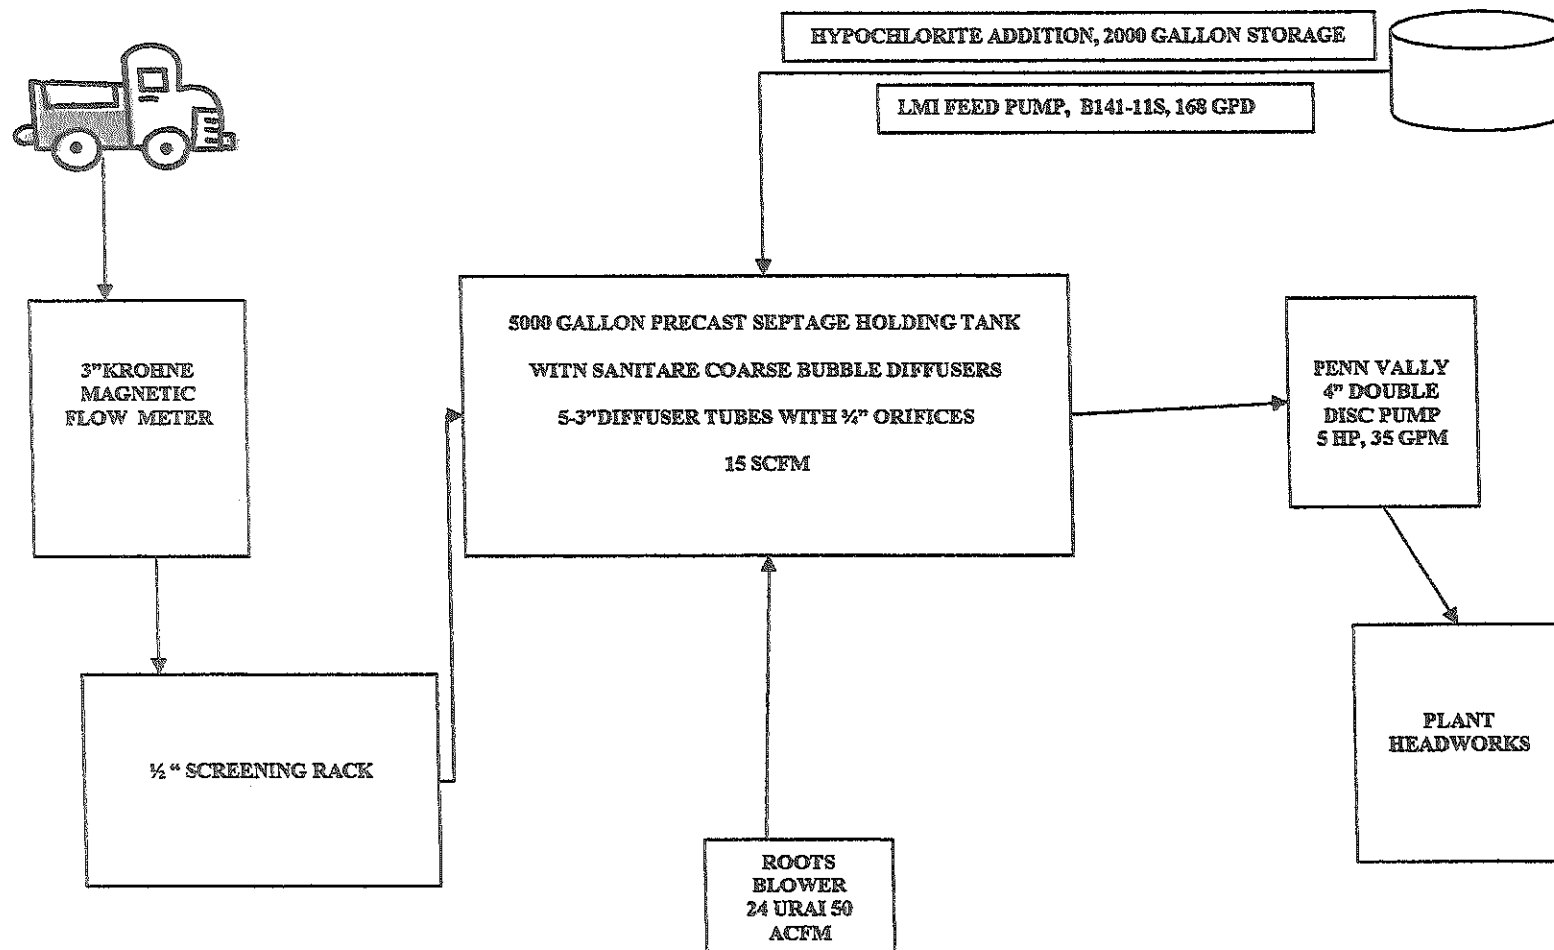 HYPOCHLORITE ADDITION, 2000 GALLON STORAGE
LMI FEED PUMP, B141-11S, 168 GPD
3"KROHNE
MAGNETIC
FLOW METER
5000 GALLON PRECAST SEPTAGE HOLDING TANK
WITN SANITARE COARSE BUBBLE DIFFUSERS
5-3"DIFFUSER TUBES WITH ¾" ORIFICES
15 SCFM
PENN VALLY
4" DOUBLE
DISC PUMP
5 HP, 35 GPM
½ " SCREENING RACK
PLANT
HEADWORKS
ROOTS
BLOWER
24 URAI 50
ACFM